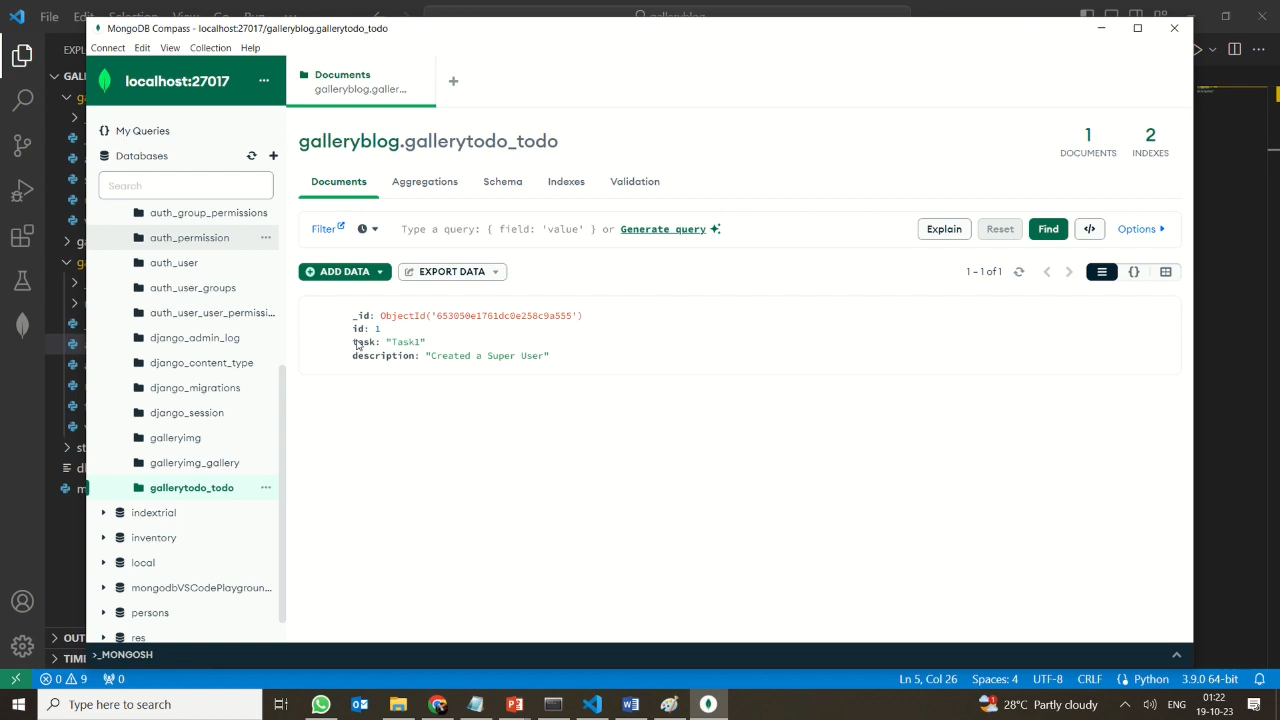 File
Edit
MongoDB Compass - localhost:27017/galleryblog.gallerytodo_todo
Connect Edit View Collection Help
localhost:27017
Documents
galleryblog.galler...
My Queries
Databases
Search
auth_group_permissions
auth_permission
auth_user
auth_user_groups
auth_user_user_permissi...
django_admin_log
django_content_type
django_migrations
django_session
galleryimg
galleryimg_gallery
gallerytodo_todo
indextrial
inventory
local
mongodbVSCodePlaygroun...
persons
res
galleryblog.gallerytodo_todo
1
DOCUMENTS
2
INDEXES
Documents Aggregations Schema Indexes Validation
Filter Type a query: { field: 'value' } or Generate query Explain Reset Find </> Options
ADD DATA EXPORT DATA 1 – 1 of 1 {}
_id: ObjectId('653050e1761dc0e258c9a555')
id: 1
task: "Task1"
description: "Created a Super User"
>_MONGOSH
0 9 0 Ln 5, Col 26 Spaces: 4 UTF-8 CRLF Python 3.9.0 64-bit
Type here to search 28°C Partly cloudy ENG
01:22
19-10-23